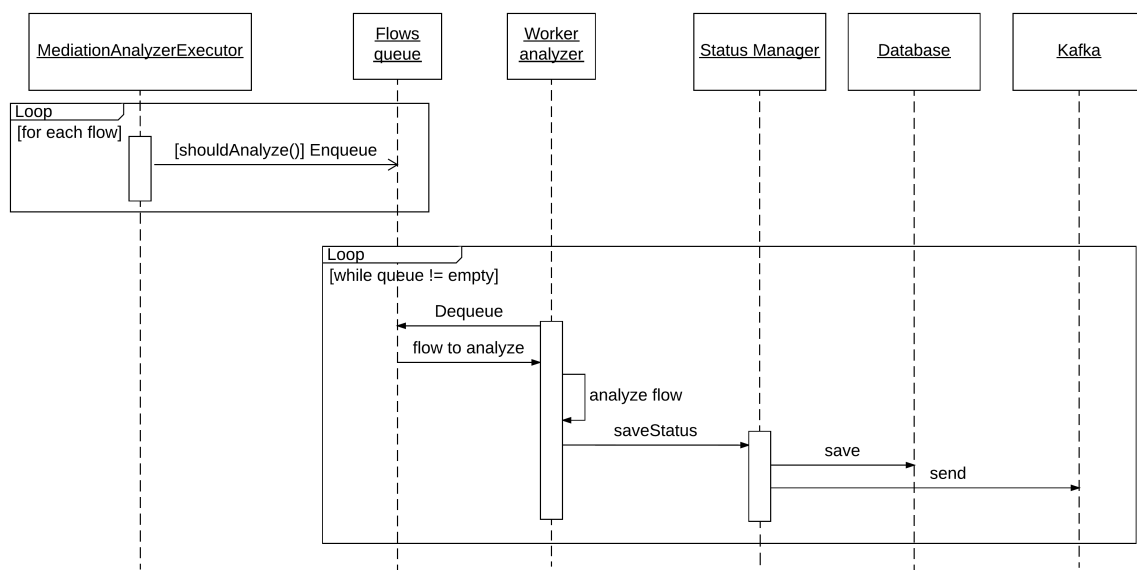 MediationAnalyzerExecutor
Flows
queue
Worker
analyzer
Status Manager
Database
Kafka
Loop
[for each flow]
[shouldAnalyze()] Enqueue
Loop
[while queue != empty]
Dequeue
flow to analyze
analyze flow
saveStatus
save
send